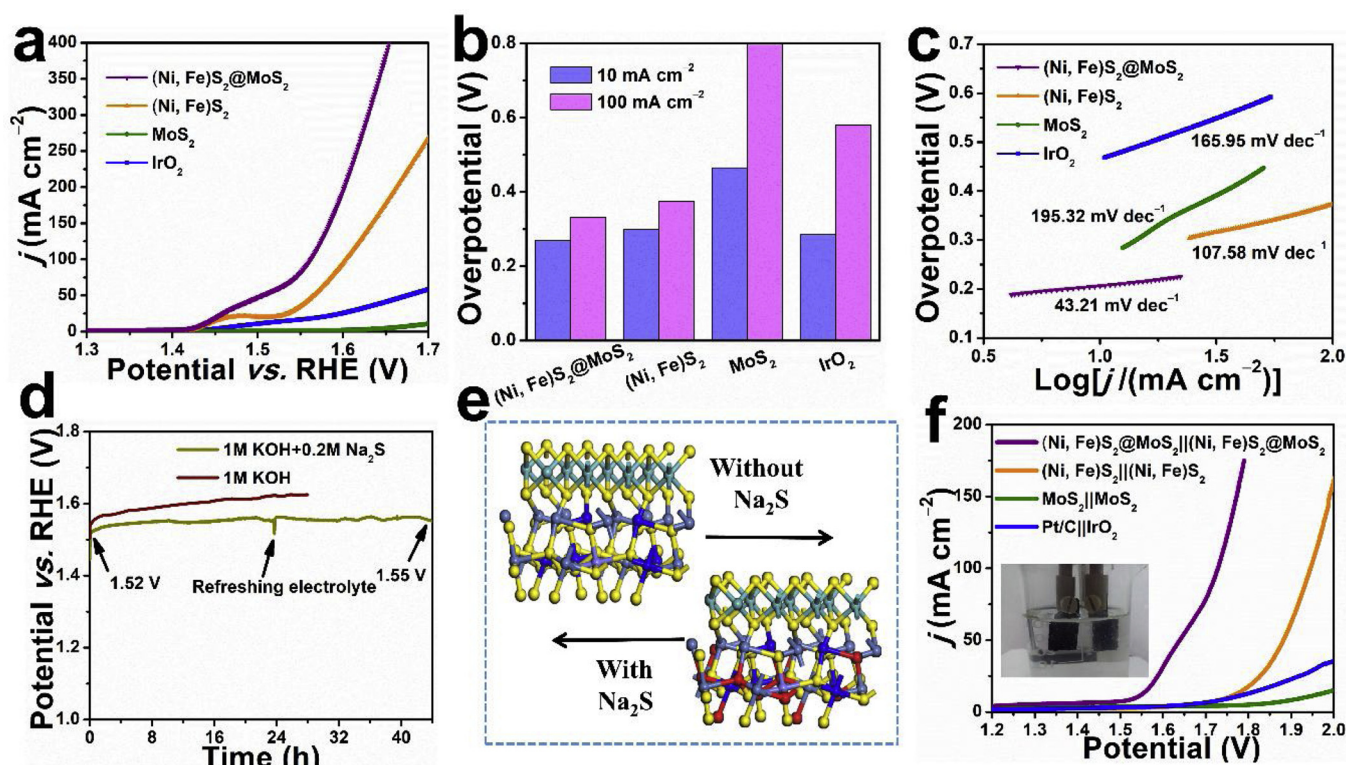 a
400
350
300
250
200
150
100
50
0
j (mA cm⁻²)
(Ni, Fe)S₂@MoS₂
(Ni, Fe)S₂
MoS₂
IrO₂
1.3 1.4 1.5 1.6 1.7
Potential vs. RHE (V)
b
0.8
0.6
0.4
0.2
0.0
Overpotential (V)
10 mA cm⁻²
100 mA cm⁻²
(Ni, Fe)S₂@MoS₂
(Ni, Fe)S₂
MoS₂
IrO₂
c
0.7
0.6
0.5
0.4
0.3
0.2
0.1
Overpotential (V)
(Ni, Fe)S₂@MoS₂
(Ni, Fe)S₂
MoS₂
IrO₂
165.95 mV dec⁻¹
195.32 mV dec⁻¹
107.58 mV dec⁻¹
43.21 mV dec⁻¹
0.5 1.0 1.5 2.0
Log[j /(mA cm⁻²)]
d
1.8
1.6
1.4
1.2
1.0
Potential vs. RHE (V)
1M KOH+0.2M Na₂S
1M KOH
1.52 V
Refreshing electrolyte
1.55 V
0 8 16 24 32 40
Time (h)
e
Without
Na₂S
With
Na₂S
f
200
150
100
50
0
j (mA cm⁻²)
(Ni, Fe)S₂@MoS₂||(Ni, Fe)S₂@MoS₂
(Ni, Fe)S₂||(Ni, Fe)S₂
MoS₂||MoS₂
Pt/C||IrO₂
1.2 1.3 1.4 1.5 1.6 1.7 1.8 1.9 2.0
Potential (V)